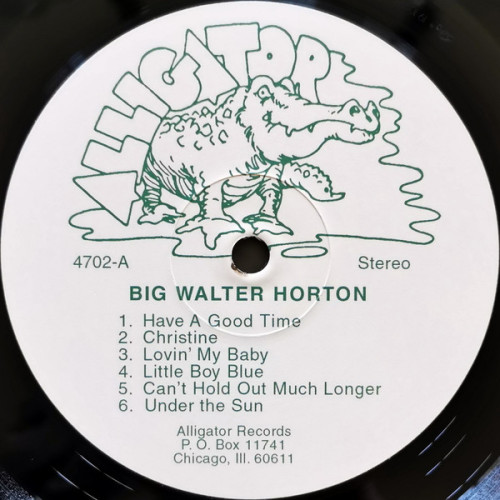 ALLIGATOR
4702-A
Stereo
BIG WALTER HORTON
1. Have A Good Time
2. Christine
3. Lovin' My Baby
4. Little Boy Blue
5. Can't Hold Out Much Longer
6. Under the Sun
Alligator Records
P. O. Box 11741
Chicago, Ill. 60611